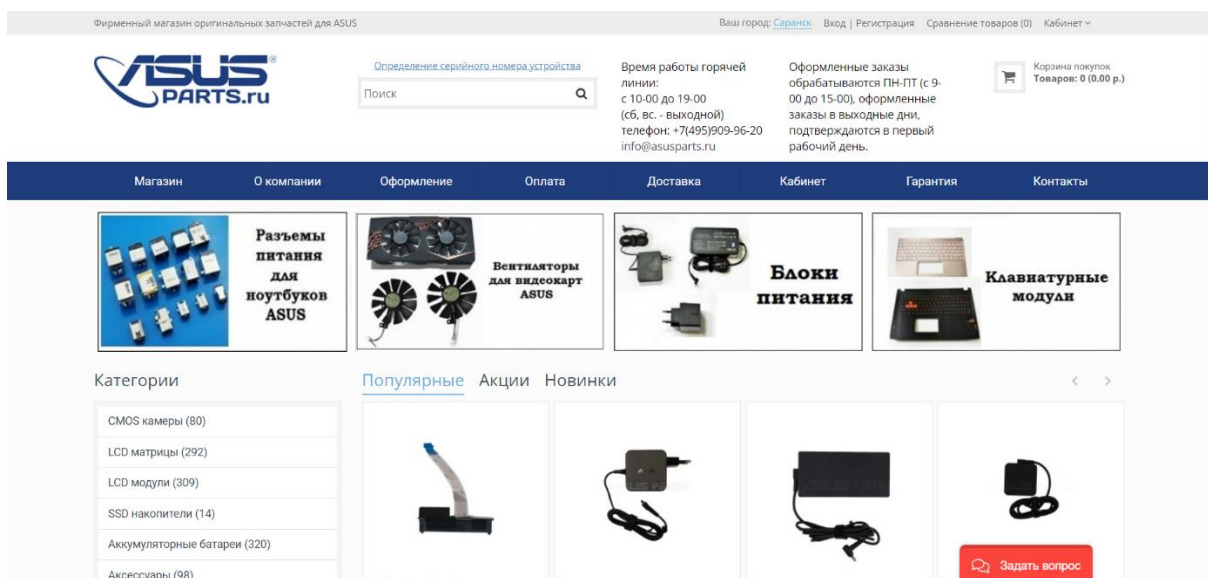 Фирменный магазин оригинальных запчастей для ASUS
Ваш город: Саранск Вход | Регистрация Сравнение товаров (0) Кабинет
ASUS®
PARTS.ru
Определение серийного номера устройства
Поиск
Время работы горячей
линии:
с 10-00 до 19-00
(сб, вс. - выходной)
телефон: +7(495)909-96-20
info@asusparts.ru
Оформленные заказы
обрабатываются ПН-ПТ (с 9-
00 до 15-00), оформленные
заказы в выходные дни,
подтверждаются в первый
рабочий день.
Корзина покупок
Товаров: 0 (0.00 р.)
Магазин О компании Оформление Оплата Доставка Кабинет Гарантия Контакты
Разъемы
питания
для
ноутбуков
ASUS
Вентиляторы
для видеокарт
ASUS
Блоки
питания
Клавиатурные
модули
Категории
Популярные Акции Новинки
CMOS камеры (80)
LCD матрицы (292)
LCD модули (309)
SSD накопители (14)
Аккумуляторные батареи (320)
Аксессуары (98)
Задать вопрос